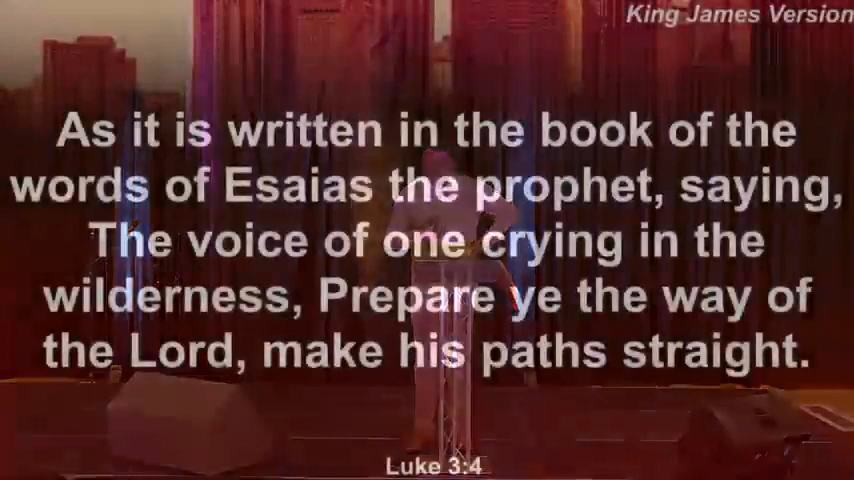 King James Version
As it is written in the book of the
words of Esaias the prophet, saying,
The voice of one crying in the
wilderness, Prepare ye the way of
the Lord, make his paths straight.
Luke 3:4